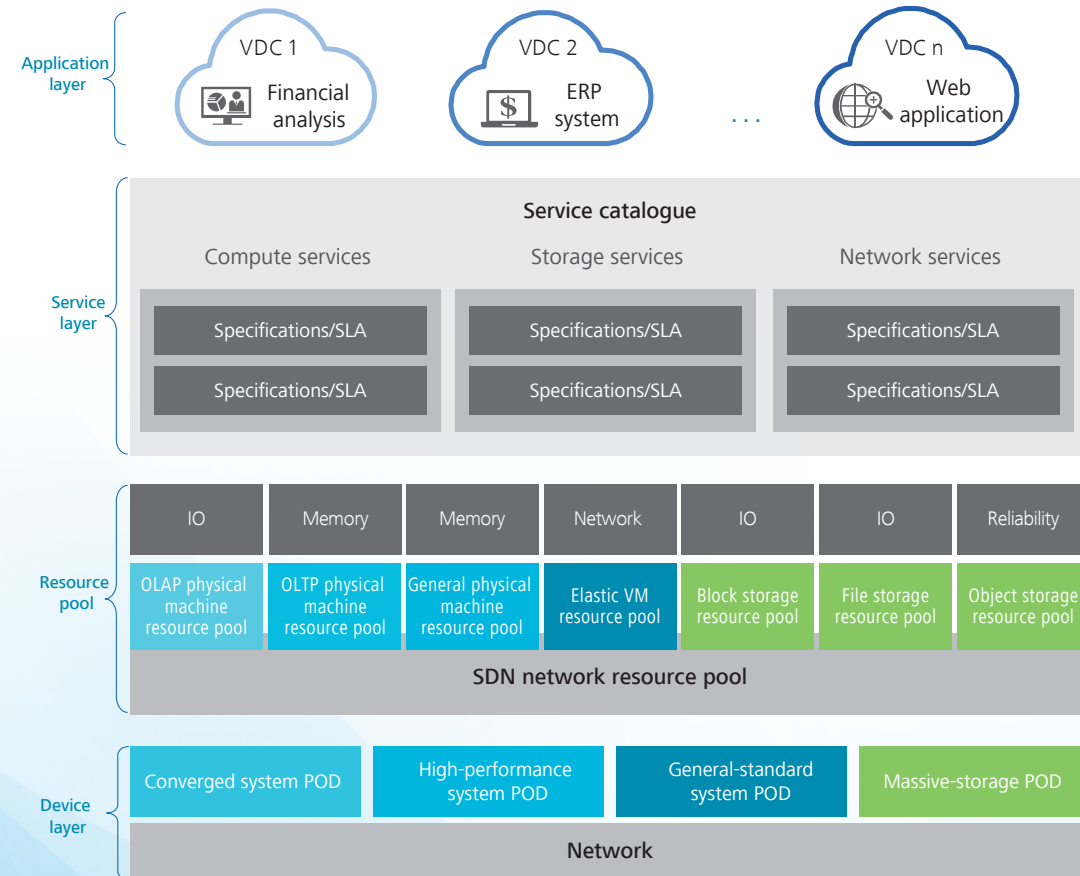 Application
layer
VDC 1
Financial
analysis
VDC 2
ERP
system
$
. . .
VDC n
Web
application
Service
layer
Service catalogue
Compute services
Storage services
Network services
Specifications/SLA
Specifications/SLA
Specifications/SLA
Specifications/SLA
Specifications/SLA
Specifications/SLA
Resource
pool
IO
Memory
Memory
Network
IO
IO
Reliability
OLAP physical
machine
resource pool
OLTP physical
machine
resource pool
General physical
machine
resource pool
Elastic VM
resource pool
Block storage
resource pool
File storage
resource pool
Object storage
resource pool
SDN network resource pool
Device
layer
Converged system POD
High-performance
system POD
General-standard
system POD
Massive-storage POD
Network